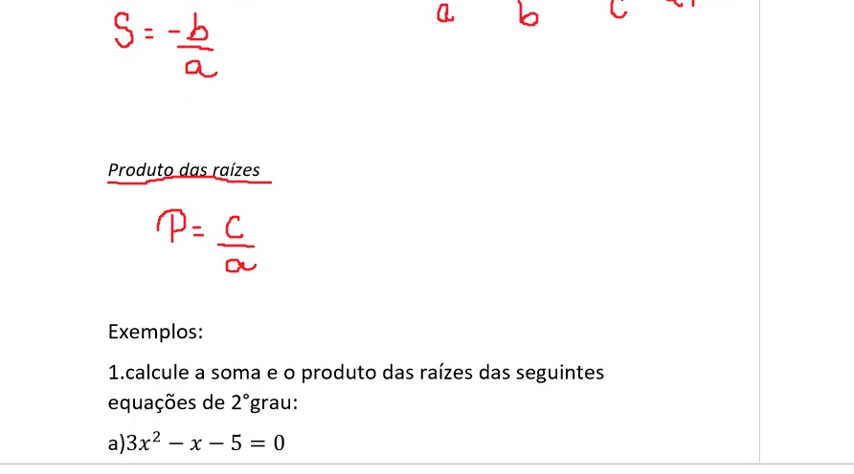 a b c
S = -b/a
Produto das raízes
P = c/a
Exemplos:
1.calcule a soma e o produto das raízes das seguintes
equações de 2°grau:
a)3x² − x − 5 = 0